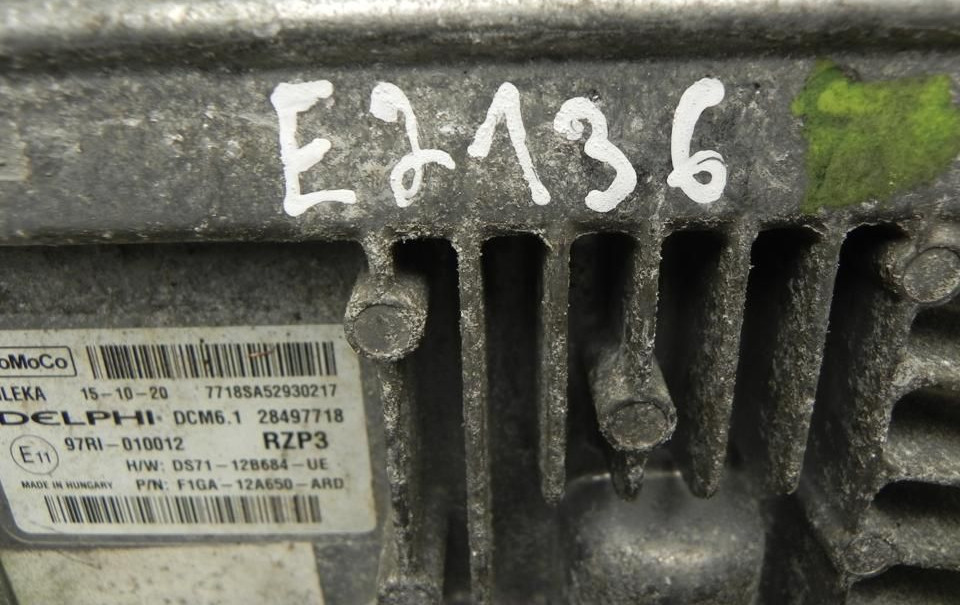 E2136
oMoCo
LEKA 15-10-20 7718SA52930217
DELPHI DCM6.1 28497718
E11 97RI-010012 RZP3
H/W: DS71-12B684-UE
MADE IN HUNGARY P/N: F1GA-12A650-ARD